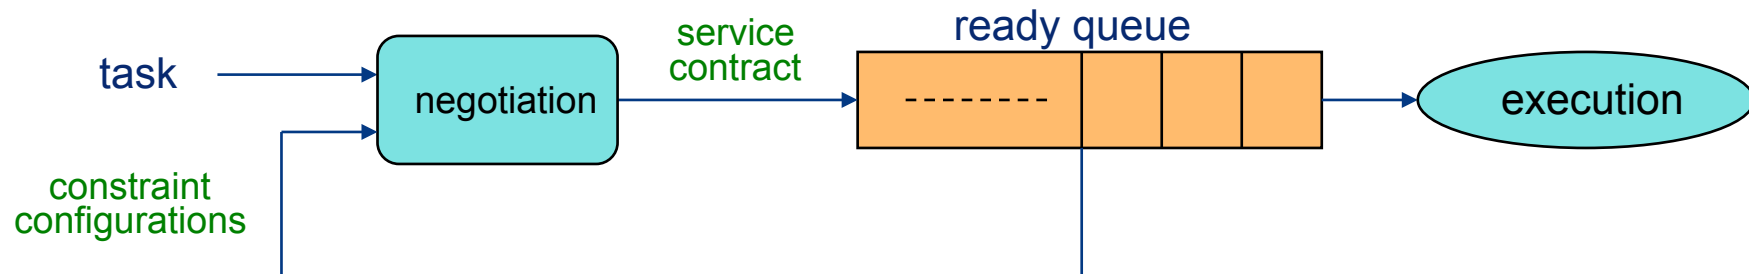 task
negotiation
service
contract
ready queue
execution
constraint
configurations